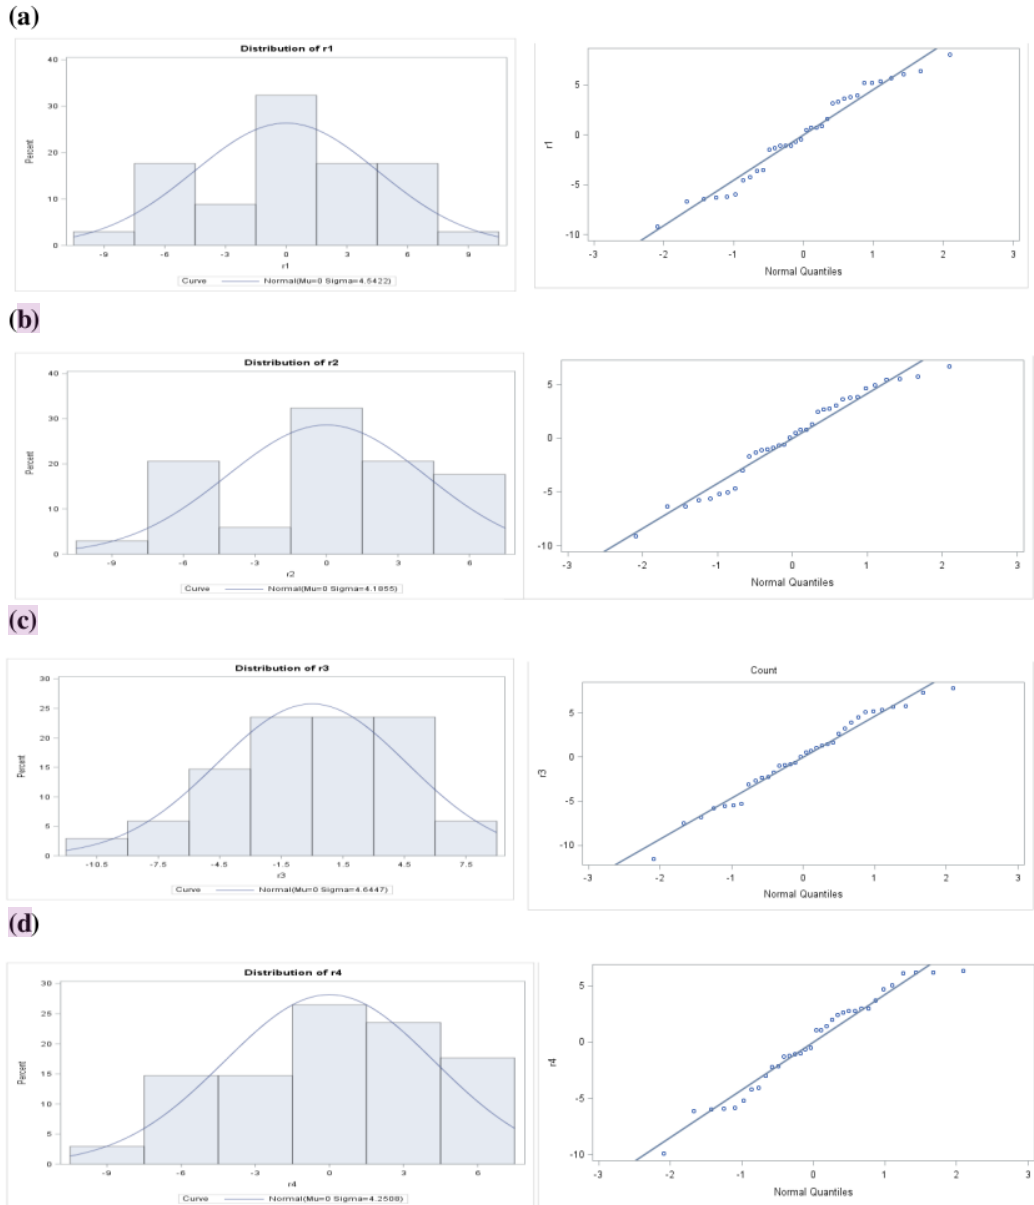 (a)
Distribution of r1
40
30
20
10
0
Percent
-9 -6 -3 0 3 6 9
r1
Curve Normal(Mu=0 Sigma=4.5422)
5
0
-5
-10
r1
-3 -2 -1 0 1 2 3
Normal Quantiles
(b)
Distribution of r2
40
30
20
10
0
Percent
-9 -6 -3 0 3 6
r2
Curve Normal(Mu=0 Sigma=4.1855)
5
0
-5
-10
-3 -2 -1 0 1 2 3
Normal Quantiles
(c)
Distribution of r3
30
25
20
15
10
5
0
Percent
-10.5 -7.5 -4.5 -1.5 1.5 4.5 7.5
r3
Curve Normal(Mu=0 Sigma=4.6447)
Count
5
0
-5
-10
r3
-3 -2 -1 0 1 2 3
Normal Quantiles
(d)
Distribution of r4
30
25
20
15
10
5
0
Percent
-9 -6 -3 0 3 6
r4
Curve Normal(Mu=0 Sigma=4.2508)
5
0
-5
-10
r4
-3 -2 -1 0 1 2 3
Normal Quantiles